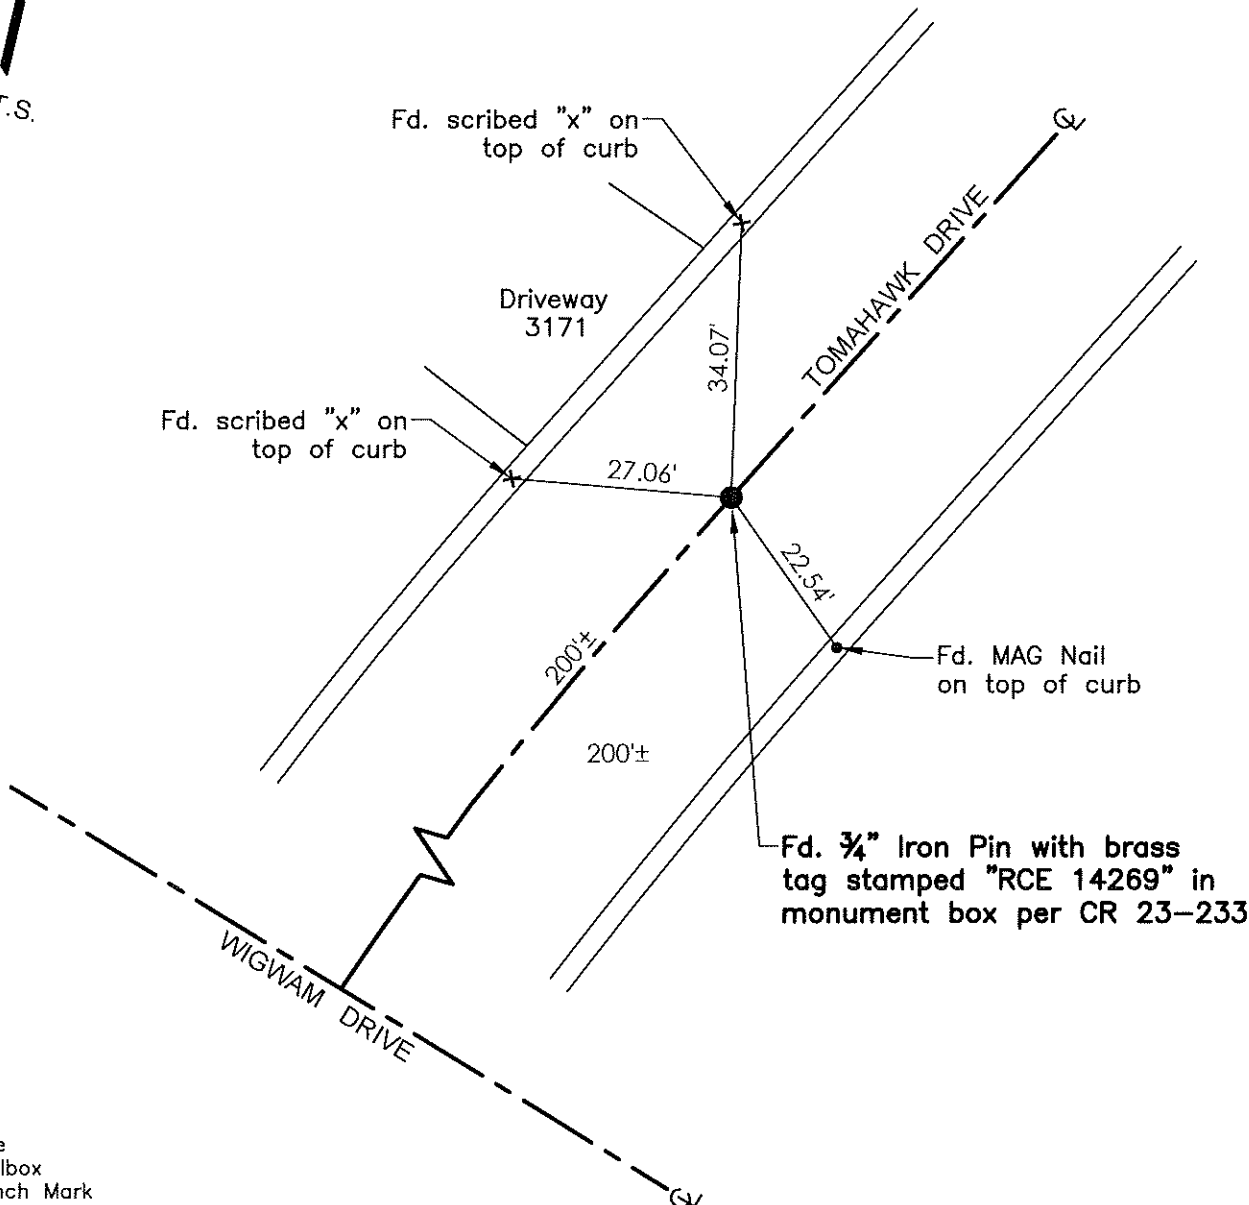 T.S.
Fd. scribed "x" on
top of curb
℄
TOMAHAWK DRIVE
Driveway
3171
34.07'
Fd. scribed "x" on
top of curb
27.06'
22.54'
200'±
Fd. MAG Nail
on top of curb
200'±
Fd. ¾" Iron Pin with brass
tag stamped "RCE 14269" in
monument box per CR 23-233
WIGWAM DRIVE
e
lbox
nch Mark
℄